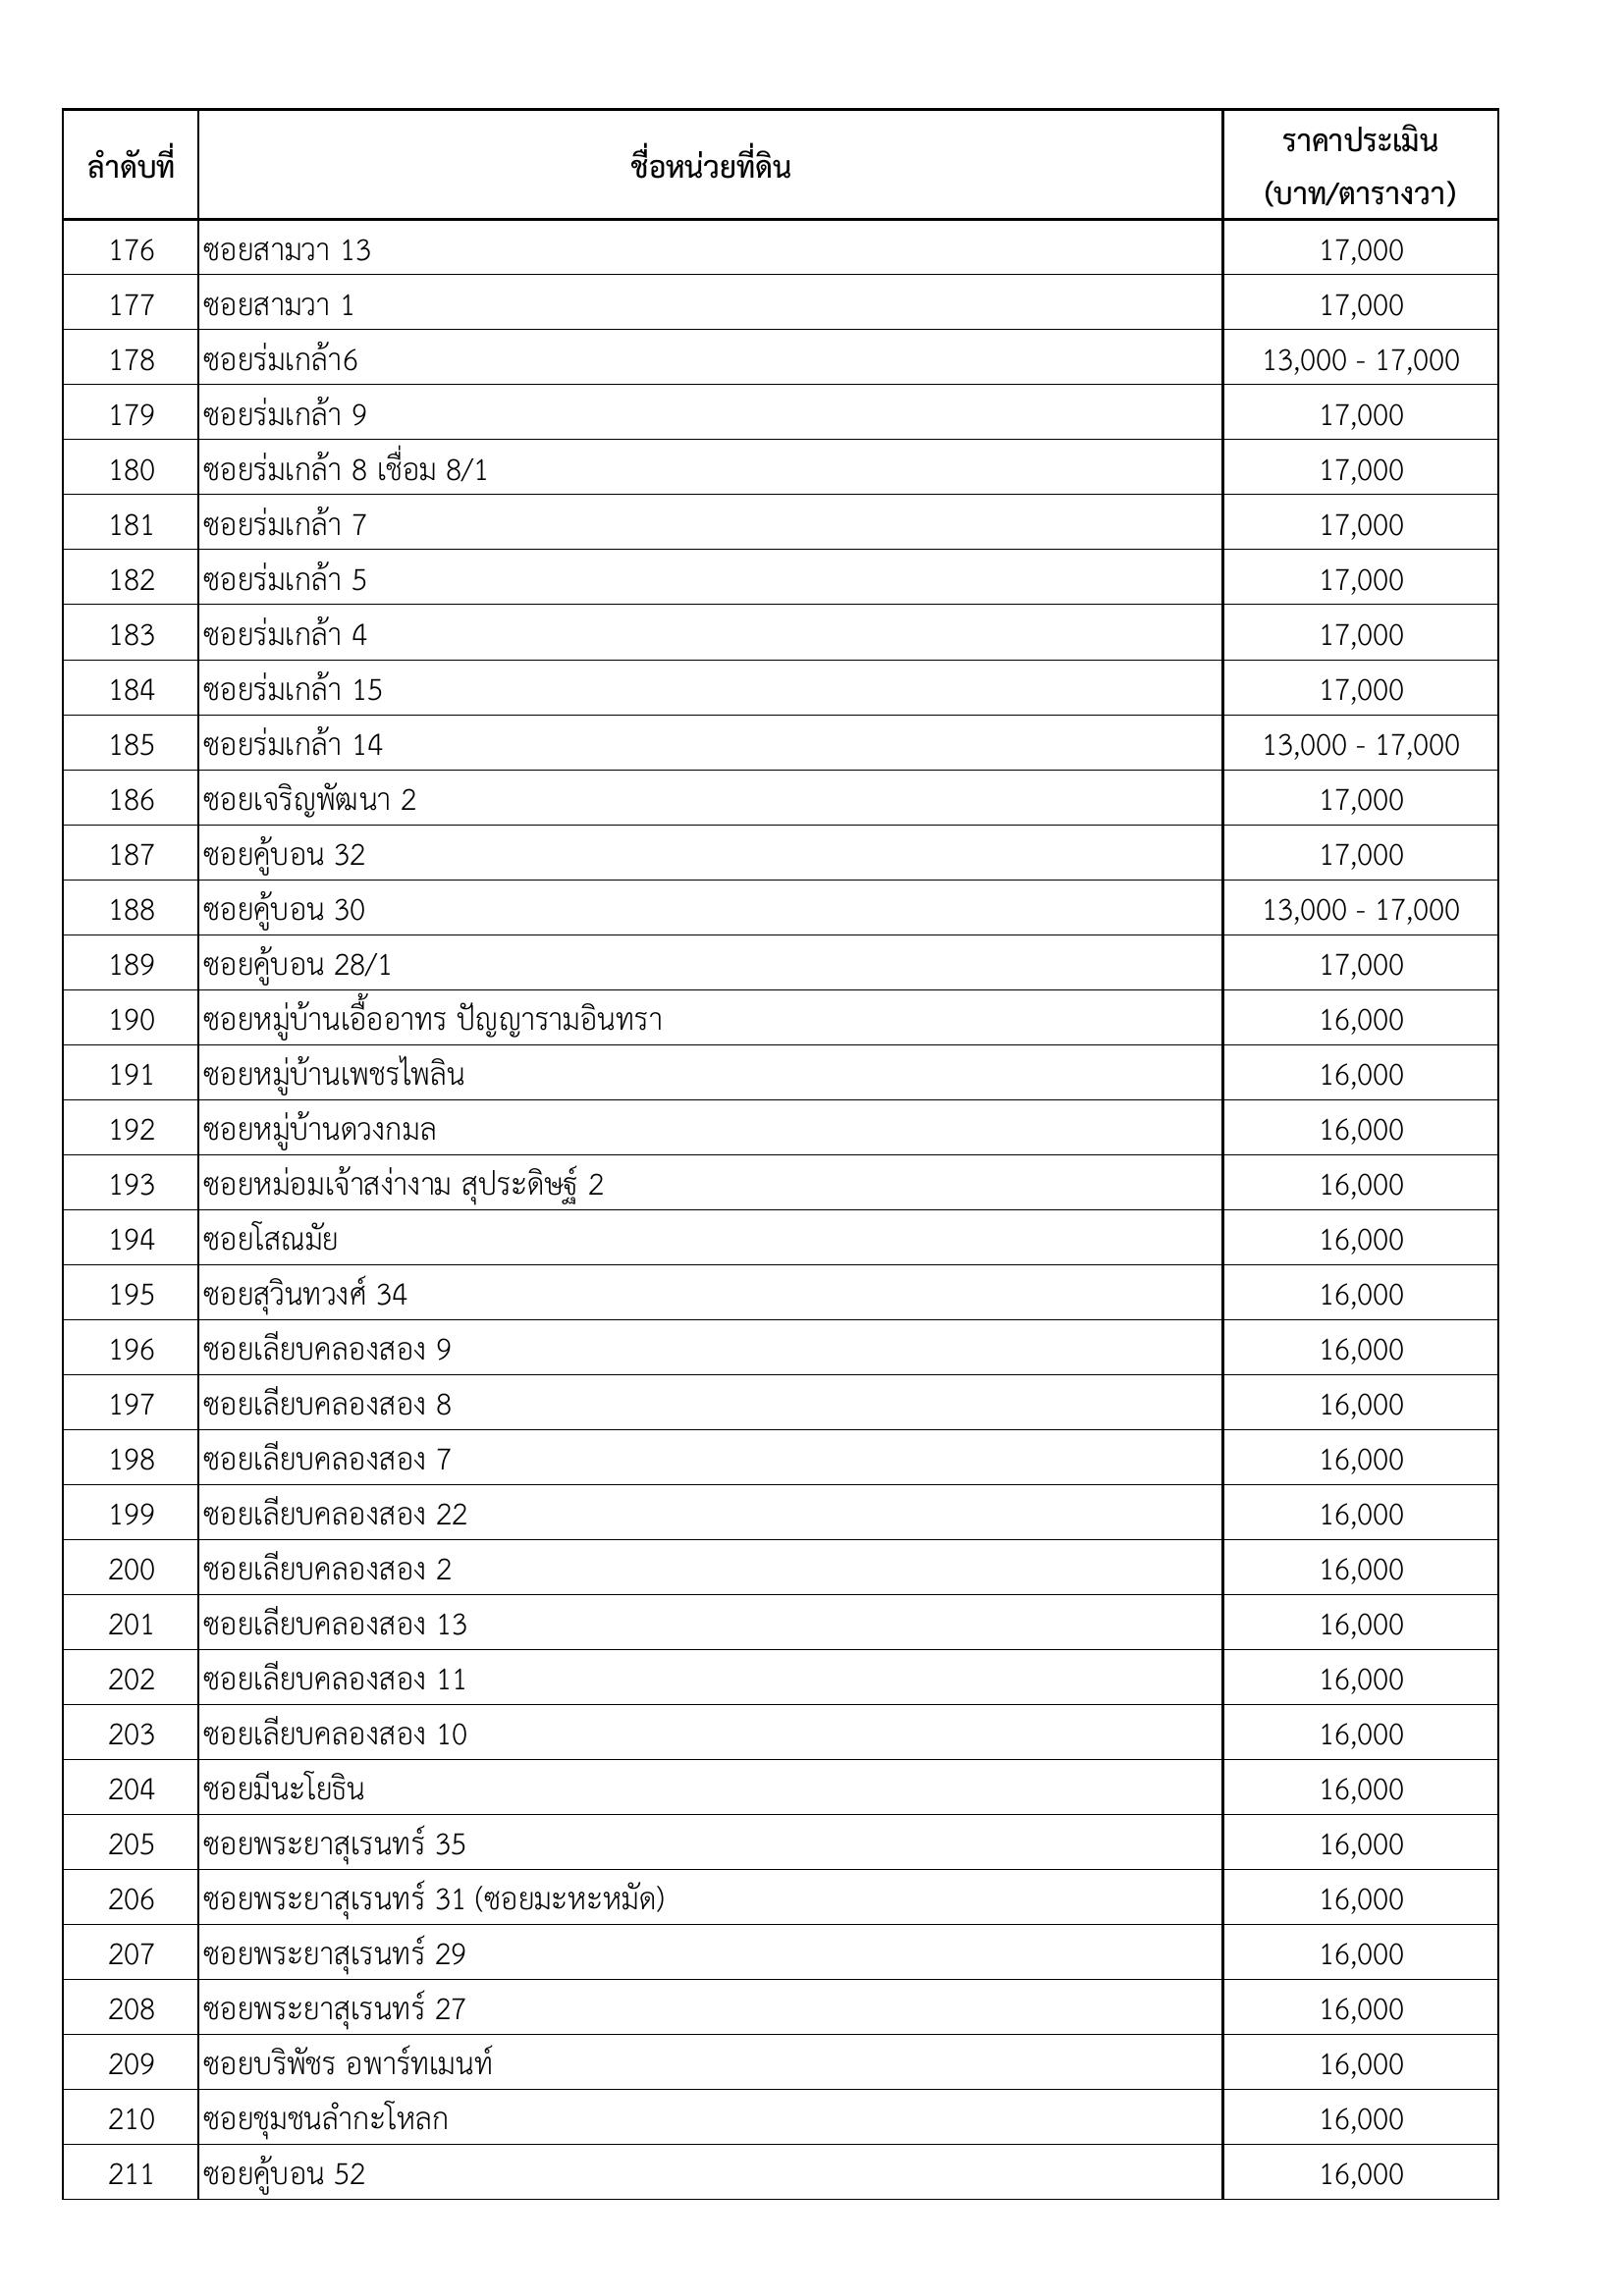 ลำดับที่ ชื่อหน่วยที่ดิน ราคาประเมิน
(บาท/ตารางวา)
176 ซอยสามวา 13 17,000
177 ซอยสามวา 1 17,000
178 ซอยร่มเกล้า6 13,000 - 17,000
179 ซอยร่มเกล้า 9 17,000
180 ซอยร่มเกล้า 8 เชื่อม 8/1 17,000
181 ซอยร่มเกล้า 7 17,000
182 ซอยร่มเกล้า 5 17,000
183 ซอยร่มเกล้า 4 17,000
184 ซอยร่มเกล้า 15 17,000
185 ซอยร่มเกล้า 14 13,000 - 17,000
186 ซอยเจริญพัฒนา 2 17,000
187 ซอยคู้บอน 32 17,000
188 ซอยคู้บอน 30 13,000 - 17,000
189 ซอยคู้บอน 28/1 17,000
190 ซอยหมู่บ้านเอื้ออาทร ปัญญารามอินทรา 16,000
191 ซอยหมู่บ้านเพชรไพลิน 16,000
192 ซอยหมู่บ้านดวงกมล 16,000
193 ซอยหม่อมเจ้าสง่างาม สุประดิษฐ์ 2 16,000
194 ซอยโสณมัย 16,000
195 ซอยสุวินทวงศ์ 34 16,000
196 ซอยเลียบคลองสอง 9 16,000
197 ซอยเลียบคลองสอง 8 16,000
198 ซอยเลียบคลองสอง 7 16,000
199 ซอยเลียบคลองสอง 22 16,000
200 ซอยเลียบคลองสอง 2 16,000
201 ซอยเลียบคลองสอง 13 16,000
202 ซอยเลียบคลองสอง 11 16,000
203 ซอยเลียบคลองสอง 10 16,000
204 ซอยมีนะโยธิน 16,000
205 ซอยพระยาสุเรนทร์ 35 16,000
206 ซอยพระยาสุเรนทร์ 31 (ซอยมะหะหมัด) 16,000
207 ซอยพระยาสุเรนทร์ 29 16,000
208 ซอยพระยาสุเรนทร์ 27 16,000
209 ซอยบริพัชร อพาร์ทเมนท์ 16,000
210 ซอยชุมชนลำกะโหลก 16,000
211 ซอยคู้บอน 52 16,000